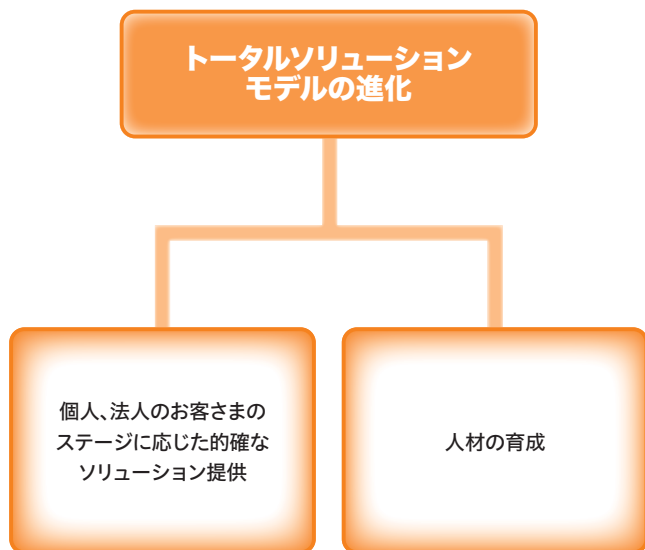 トータルソリューション
モデルの進化
個人、法人のお客さまの
ステージに応じた的確な
ソリューション提供
人材の育成